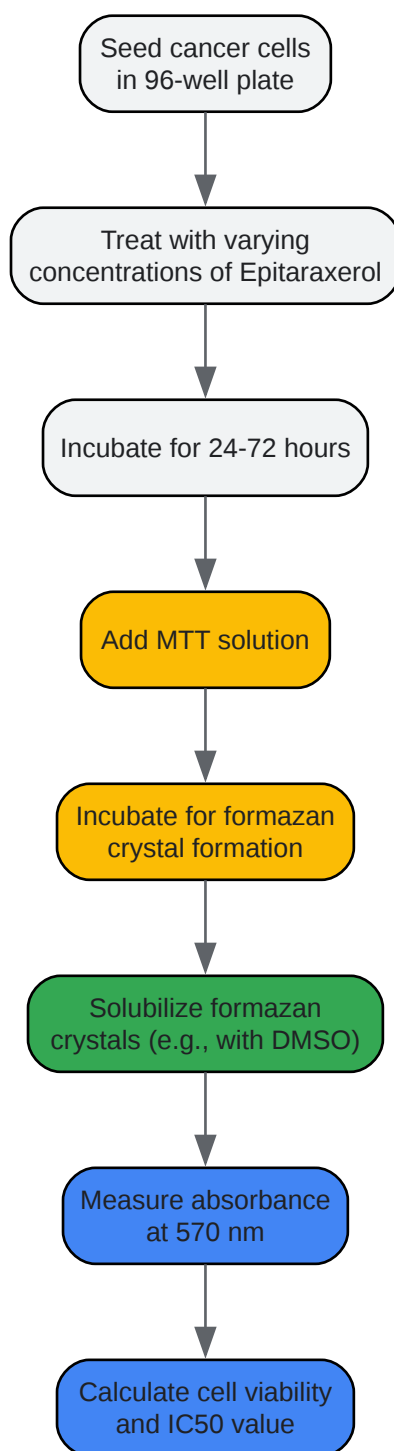 Seed cancer cells
in 96-well plate
Treat with varying
concentrations of Epitaraxerol
Incubate for 24-72 hours
Add MTT solution
Incubate for formazan
crystal formation
Solubilize formazan
crystals (e.g., with DMSO)
Measure absorbance
at 570 nm
Calculate cell viability
and IC50 value